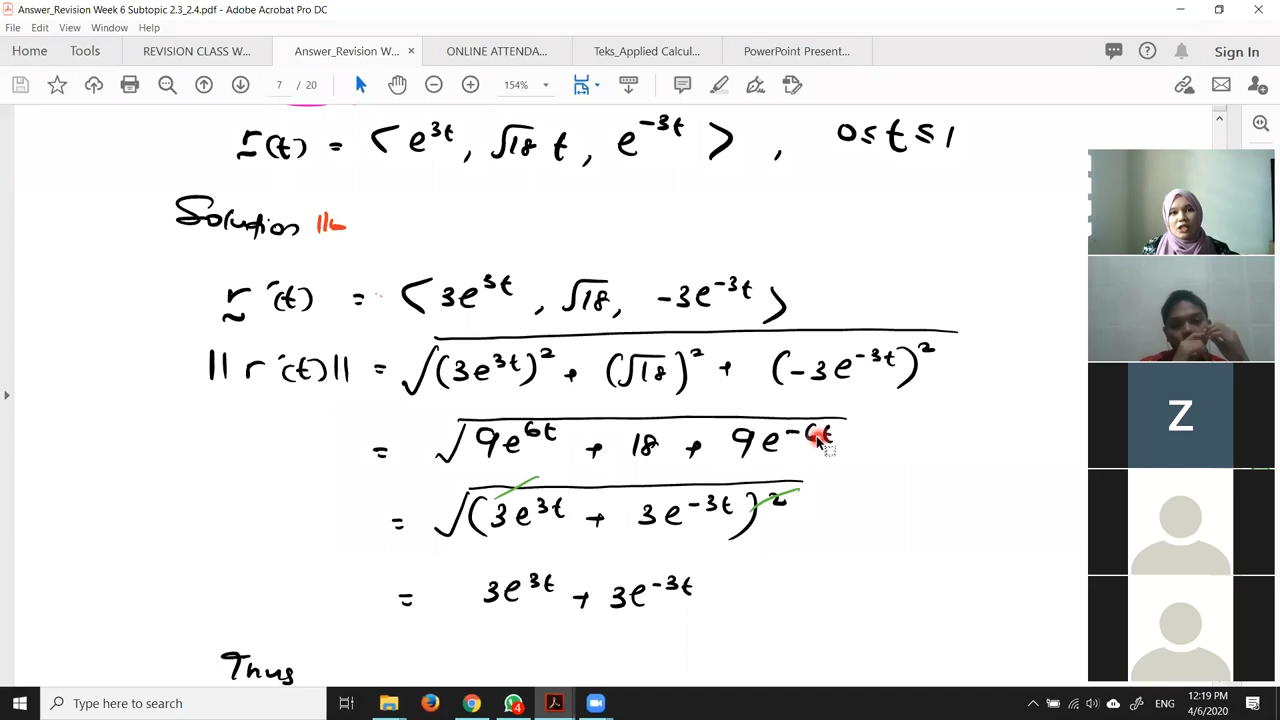 Answer_Revision Week 6 Subtopic 2.3_2.4.pdf - Adobe Acrobat Pro DC
File Edit View Window Help
Home Tools REVISION CLASS W... Answer_Revision W... × ONLINE ATTENDA... Teks_Applied Calcul... PowerPoint Present... Sign In
7 / 20 154%
r(t) = < e^{3t}, √18 t, e^{-3t} > , 0 ≤ t ≤ 1
Solution
r'(t) = < 3e^{3t}, √18, -3e^{-3t} >
||r'(t)|| = √((3e^{3t})² + (√18)² + (-3e^{-3t})²)
= √(9e^{6t} + 18 + 9e^{-6t})
= √((3e^{3t} + 3e^{-3t})²)
= 3e^{3t} + 3e^{-3t}
Thus
Z
Type here to search
4
ENG
12:19 PM
4/6/2020